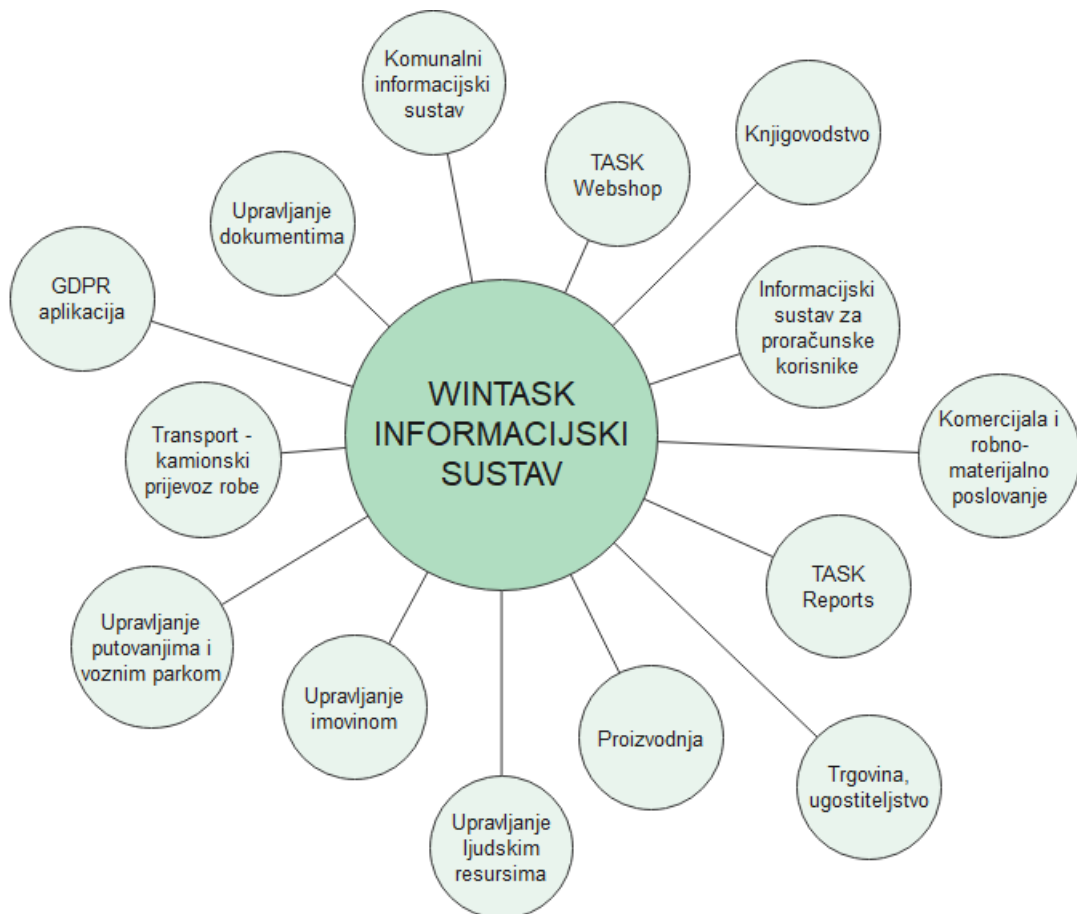 Komunalni
informacijski
sustav
TASK
Webshop
Knjigovodstvo
Upravljanje
dokumentima
GDPR
aplikacija
Informacijski
sustav za
proračunske
korisnike
WINTASK
INFORMACIJSKI
SUSTAV
Komercijala i
robno-
materijalno
poslovanje
Transport -
kamionski
prijevoz robe
TASK
Reports
Upravljanje
putovanjima i
voznim parkom
Upravljanje
imovinom
Proizvodnja
Trgovina,
ugostiteljstvo
Upravljanje
ljudskim
resursima